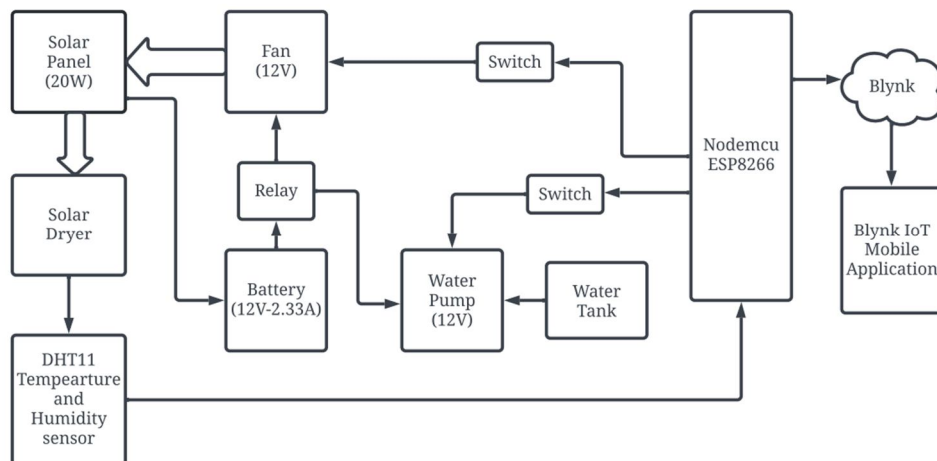 Solar
Panel
(20W)
Fan
(12V)
Switch
Nodemcu
ESP8266
Blynk
Relay
Switch
Solar
Dryer
Battery
(12V-2.33A)
Water
Pump
(12V)
Water
Tank
Blynk IoT
Mobile
Application
DHT11
Tempearture
and
Humidity
sensor